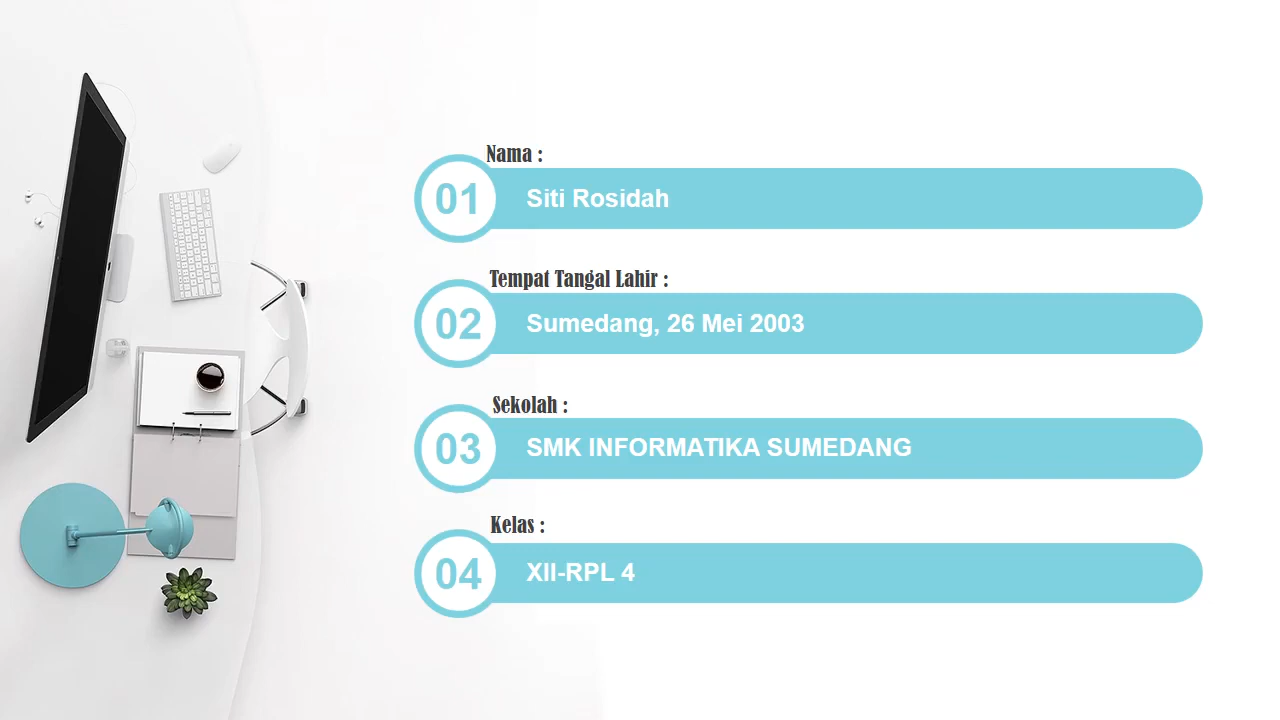 Nama :
01
Siti Rosidah
Tempat Tangal Lahir :
02
Sumedang, 26 Mei 2003
Sekolah :
03
SMK INFORMATIKA SUMEDANG
Kelas :
04
XII-RPL 4